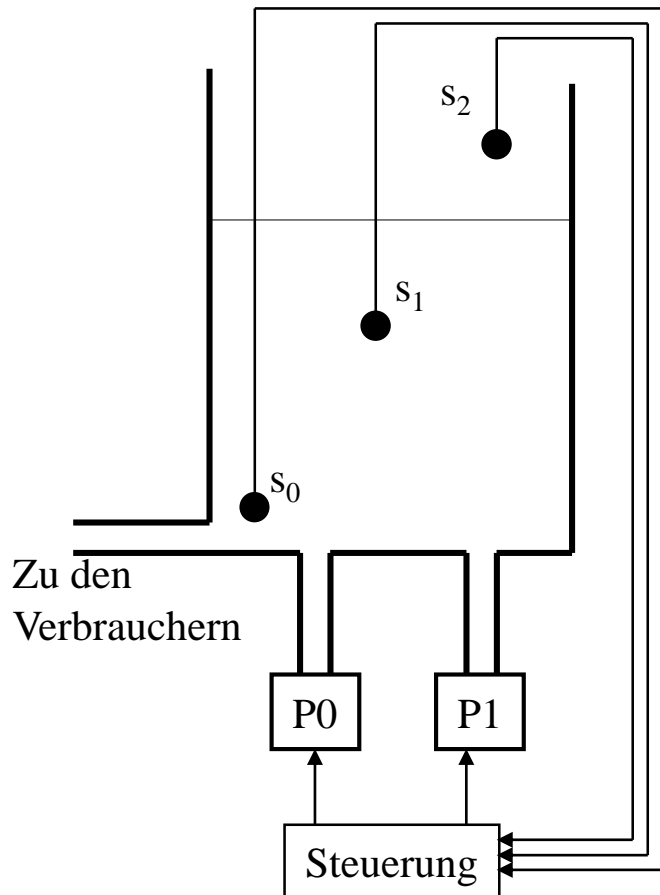 s₂
s₁
s₀
Zu den
Verbrauchern
P0
P1
Steuerung